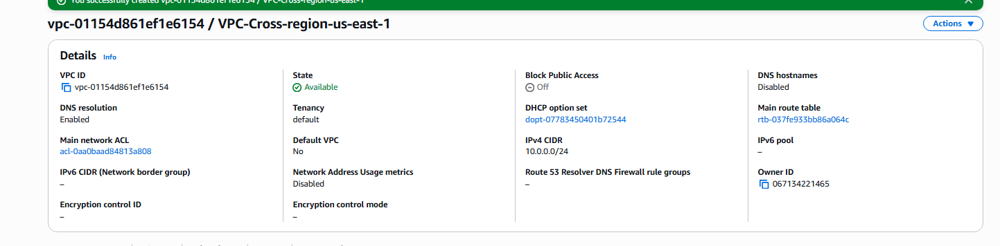 You successfully created vpc-01154d861ef1e6154 / VPC-Cross-region-us-east-1
vpc-01154d861ef1e6154 / VPC-Cross-region-us-east-1
Actions
Details Info
VPC ID
vpc-01154d861ef1e6154
State
Available
Block Public Access
Off
DNS hostnames
Disabled
DNS resolution
Enabled
Tenancy
default
DHCP option set
dopt-07783450401b72544
Main route table
rtb-037fe933bb86a064c
Main network ACL
acl-0aa0baad84813a808
Default VPC
No
IPv4 CIDR
10.0.0.0/24
IPv6 pool
–
IPv6 CIDR (Network border group)
–
Network Address Usage metrics
Disabled
Route 53 Resolver DNS Firewall rule groups
–
Owner ID
067134221465
Encryption control ID
–
Encryption control mode
–